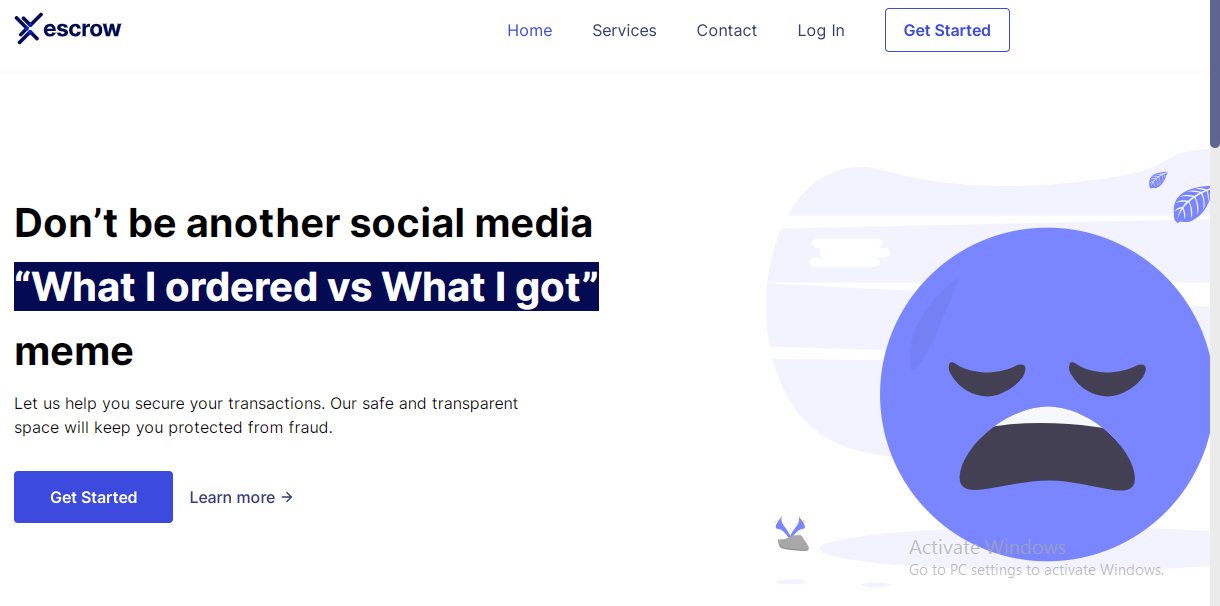 escrow
Home Services Contact Log In Get Started
Don’t be another social media
“What I ordered vs What I got”
meme
Let us help you secure your transactions. Our safe and transparent
space will keep you protected from fraud.
Get Started Learn more →
Activate Windows
Go to PC settings to activate Windows.